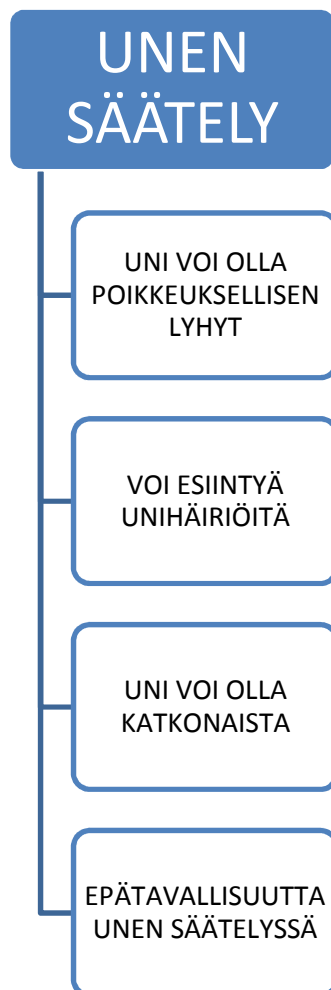 UNEN
SÄÄTELY
UNI VOI OLLA
POIKKEUKSELLISEN
LYHYT
VOI ESIINTYÄ
UNIHÄIRIÖITÄ
UNI VOI OLLA
KATKONAISTA
EPÄTAVALLISUUTTA
UNEN SÄÄTELYSSÄ